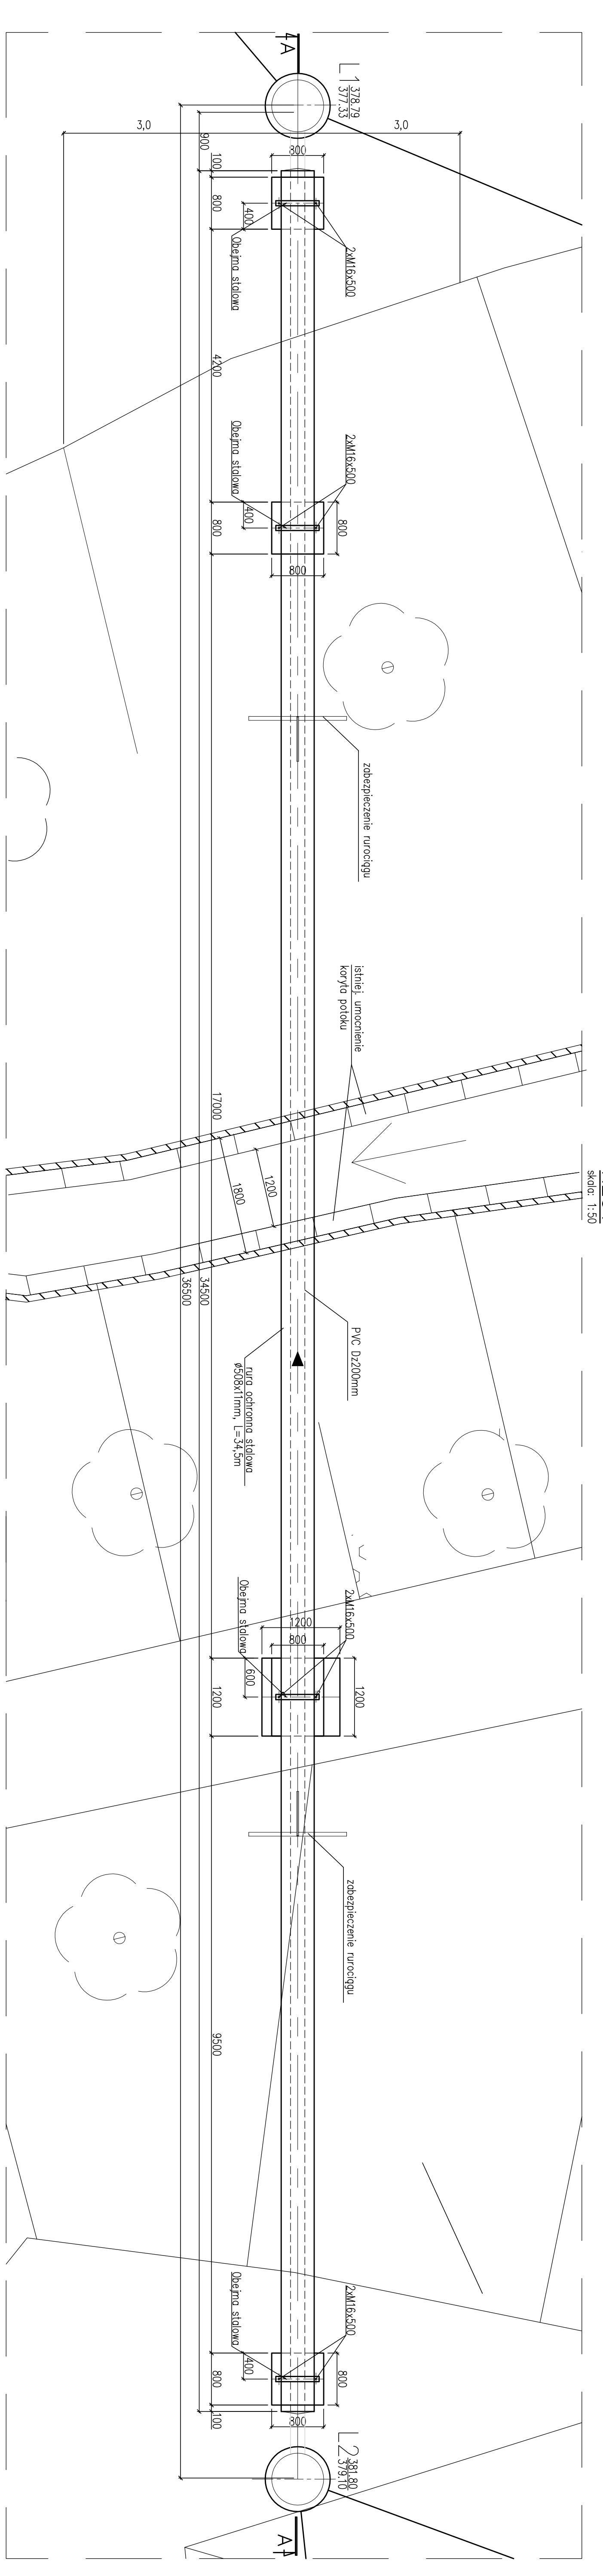 A
L1
378.79
377.33
3,0
3,0
900
100
800
800
400
2xM16x500
Obejma stalowa
4200
2xM16x500
Obejma stalowa
400
800
800
800
zabezpieczenie rurociągu
istniej. umocnienie
koryta potoku
17000
1200
1800
skala: 1:50
34500
36500
PVC Dz200mm
rura ochronna stalowa
ø508x11mm, L=34,5m
2xM16x500
Obejma stalowa
1200
800
600
1200
1200
zabezpieczenie rurociągu
9500
2xM16x500
Obejma stalowa
400
800
800
100
800
L2
381.80
379.10
A